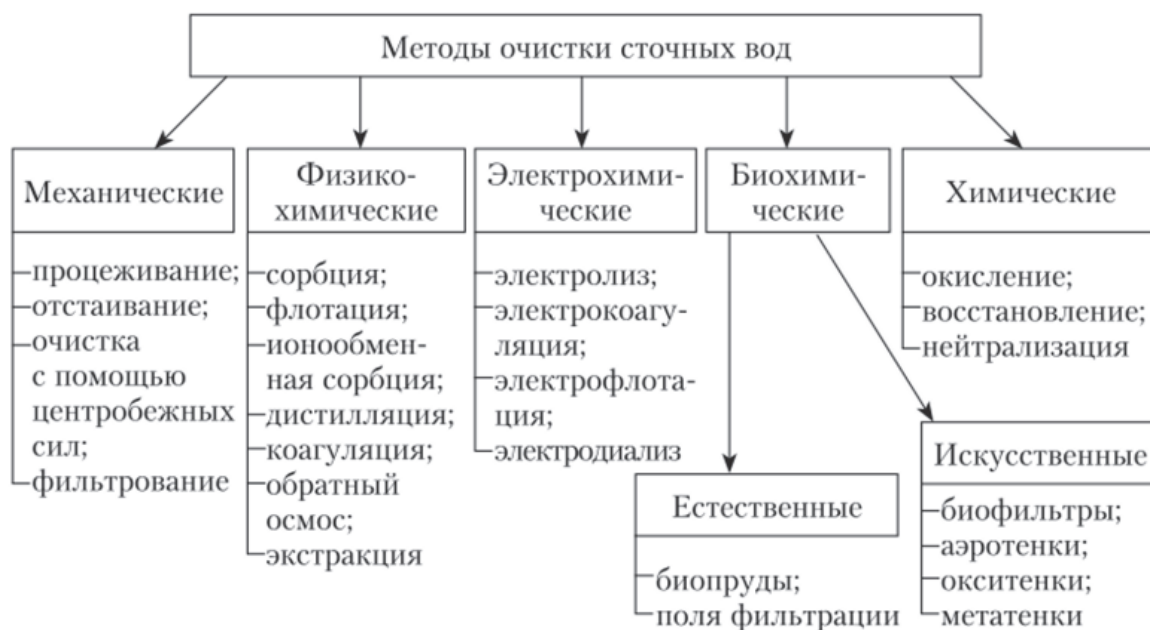 Методы очистки сточных вод
Механические
процеживание;
отстаивание;
очистка
с помощью
центробежных
сил;
фильтрование
Физико-
химические
сорбция;
флотация;
ионообмен-
ная сорбция;
дистилляция;
коагуляция;
обратный
осмос;
экстракция
Электрохими-
ческие
электролиз;
электрокоагу-
ляция;
электрофлота-
ция;
электродиализ
Биохими-
ческие
Естественные
биопруды;
поля фильтрации
Искусственные
биофильтры;
аэротенки;
окситенки;
метатенки
Химические
окисление;
восстановление;
нейтрализация